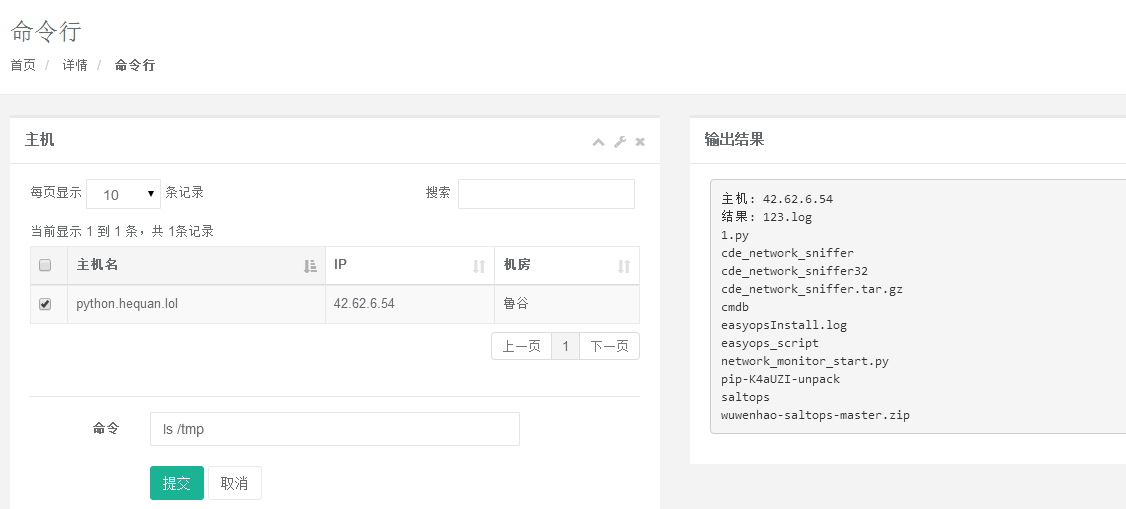 命令行
首页 / 详情 / 命令行
主机
每页显示 10 条记录
搜索
当前显示 1 到 1 条，共 1条记录
主机名 IP 机房
python.hequan.lol 42.62.6.54 鲁谷
上一页 1 下一页
命令 ls /tmp
提交 取消
输出结果
主机: 42.62.6.54
结果: 123.log
1.py
cde_network_sniffer
cde_network_sniffer32
cde_network_sniffer.tar.gz
cmdb
easyopsInstall.log
easyops_script
network_monitor_start.py
pip-K4aUZI-unpack
saltops
wuwenhao-saltops-master.zip